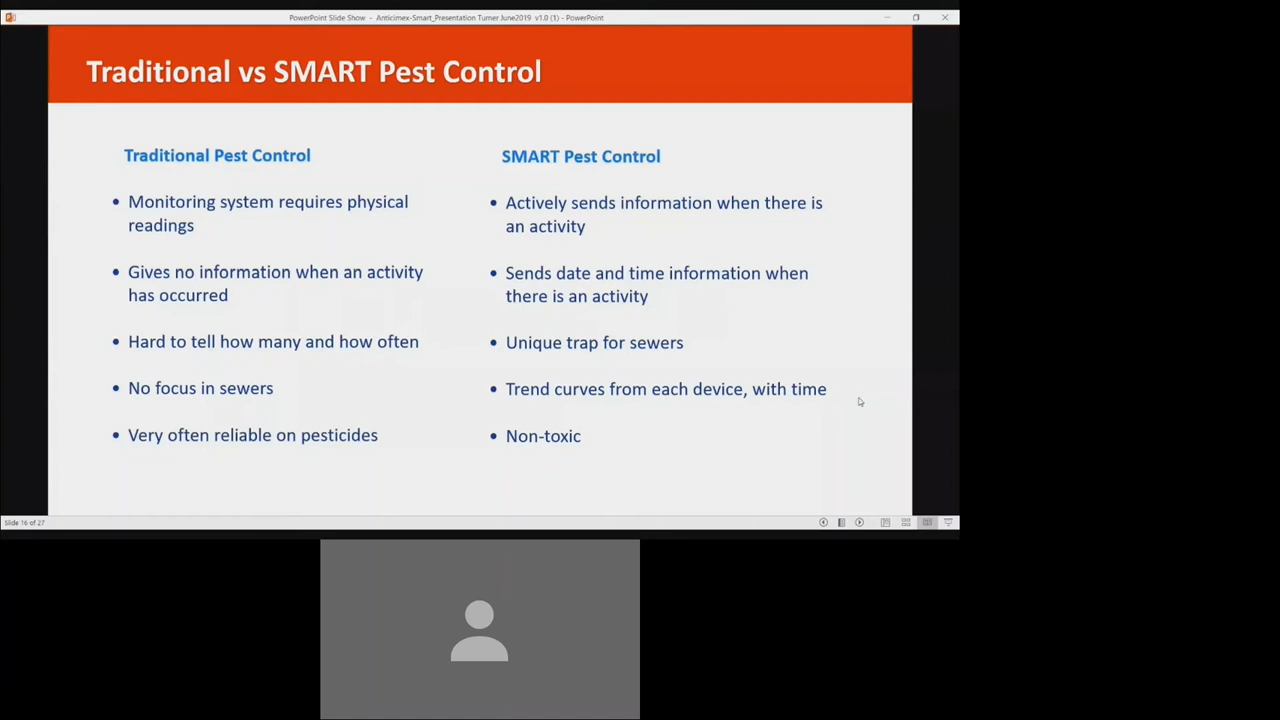 PowerPoint Slide Show - Anticimex-Smart_Presentation Turner June2019 v1.0 (1) - PowerPoint
Traditional vs SMART Pest Control
Traditional Pest Control
• Monitoring system requires physical
readings
• Gives no information when an activity
has occurred
• Hard to tell how many and how often
• No focus in sewers
• Very often reliable on pesticides
SMART Pest Control
• Actively sends information when there is
an activity
• Sends date and time information when
there is an activity
• Unique trap for sewers
• Trend curves from each device, with time
• Non-toxic
Slide 16 of 27